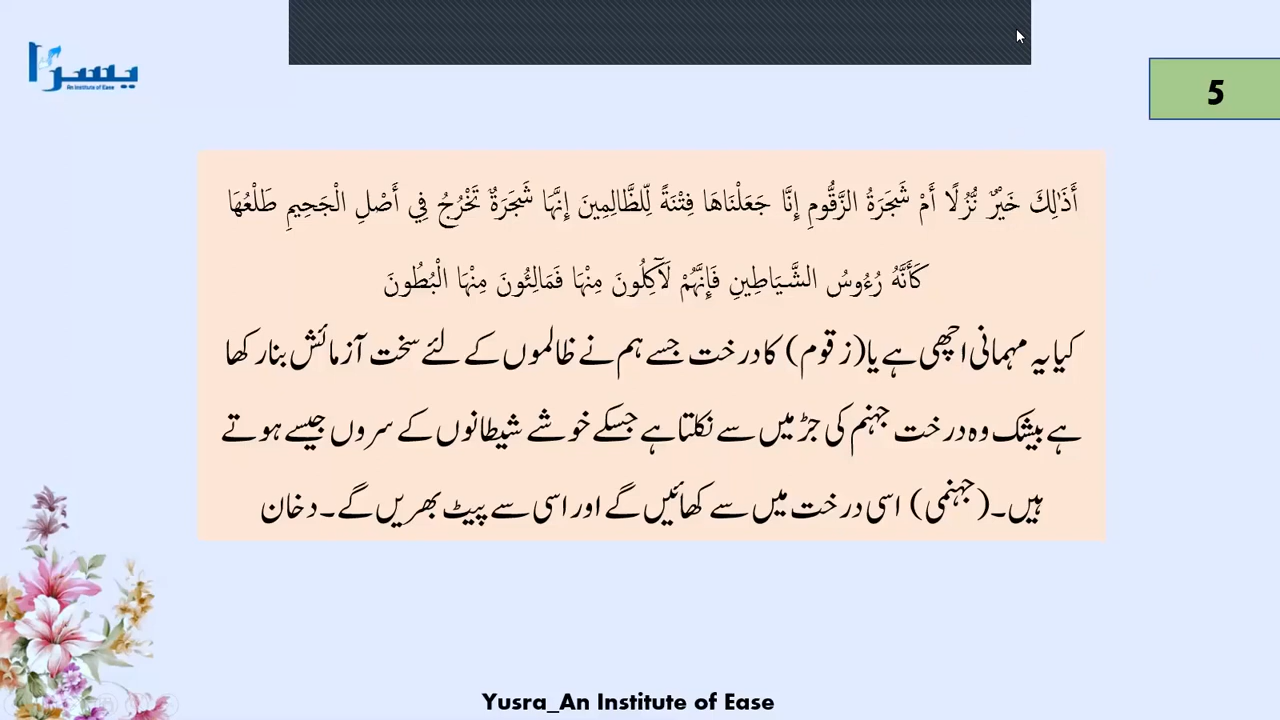 یسرا
An Institute of Ease
5
أَذَٰلِكَ خَيْرٌ نُّزُلًا أَمْ شَجَرَةُ الزَّقُّومِ إِنَّا جَعَلْنَاهَا فِتْنَةً لِّلظَّالِمِينَ إِنَّهَا شَجَرَةٌ تَخْرُجُ فِي أَصْلِ الْجَحِيمِ طَلْعُهَا
كَأَنَّهُ رُءُوسُ الشَّيَاطِينِ فَإِنَّهُمْ لَآكِلُونَ مِنْهَا فَمَالِئُونَ مِنْهَا الْبُطُونَ
کیا یہ مہمانی اچھی ہے یا(زقوم) کا درخت جسے ہم نے ظالموں کے لئے سخت آزمائش بنا رکھا
ہے بیشک وہ درخت جہنم کی جڑ میں سے نکلتا ہے جسکے خوشے شیطانوں کے سروں جیسے ہوتے
ہیں۔(جہنمی) اسی درخت میں سے کھائیں گے اور اسی سے پیٹ بھریں گے۔دخان
Yusra_An Institute of Ease